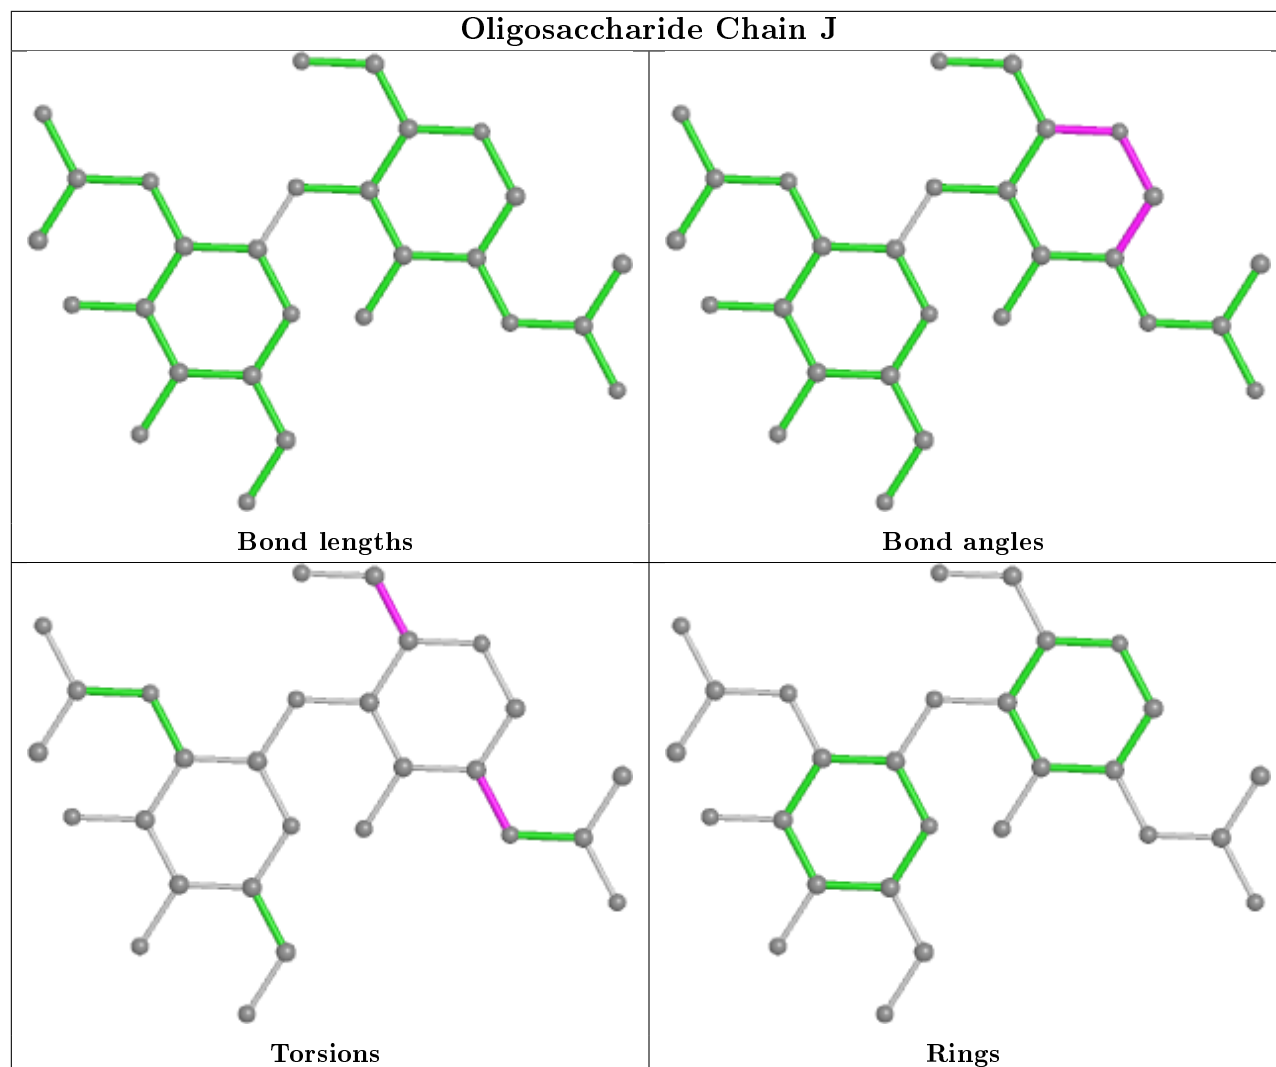 Oligosaccharide Chain J
Bond lengths
Bond angles
Torsions
Rings